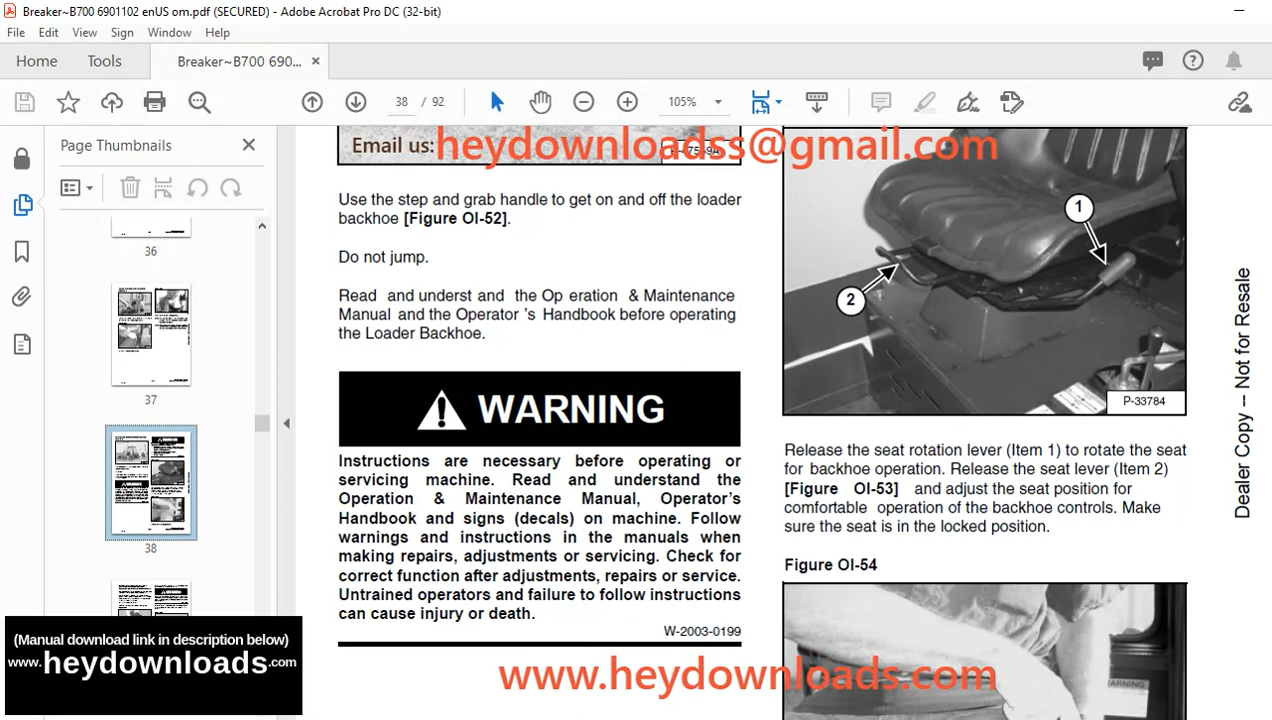 Breaker~B700 6901102 enUS om.pdf (SECURED) - Adobe Acrobat Pro DC (32-bit)
File Edit View Sign Window Help
Home Tools Breaker~B700 690... ×
38 / 92 105%
Page Thumbnails
36
37
38
Email us: heydownloadss@gmail.com
Use the step and grab handle to get on and off the loader
backhoe [Figure OI-52].
Do not jump.
Read and underst and the Op eration & Maintenance
Manual and the Operator 's Handbook before operating
the Loader Backhoe.
WARNING
Instructions are necessary before operating or
servicing machine. Read and understand the
Operation & Maintenance Manual, Operator's
Handbook and signs (decals) on machine. Follow
warnings and instructions in the manuals when
making repairs, adjustments or servicing. Check for
correct function after adjustments, repairs or service.
Untrained operators and failure to follow instructions
can cause injury or death.
W-2003-0199
1
2
P-33784
Release the seat rotation lever (Item 1) to rotate the seat
for backhoe operation. Release the seat lever (Item 2)
[Figure OI-53] and adjust the seat position for
comfortable operation of the backhoe controls. Make
sure the seat is in the locked position.
Figure OI-54
WARNING
Dealer Copy -- Not for Resale
(Manual download link in description below)
www.heydownloads.com
www.heydownloads.com